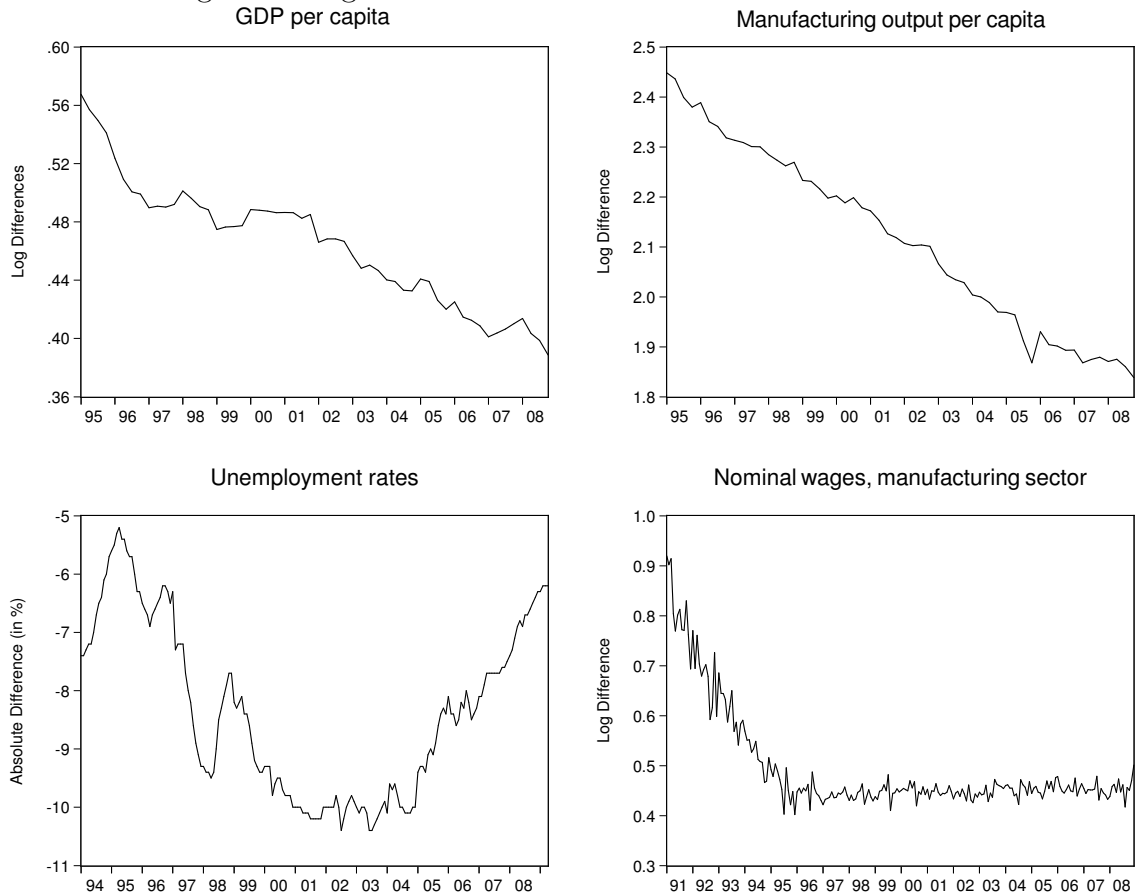 GDP per capita
.60
.56
.52
.48
.44
.40
.36
Log Differences
95 96 97 98 99 00 01 02 03 04 05 06 07 08
Manufacturing output per capita
2.5
2.4
2.3
2.2
2.1
2.0
1.9
1.8
Log Difference
95 96 97 98 99 00 01 02 03 04 05 06 07 08
Unemployment rates
-5
-6
-7
-8
-9
-10
-11
Absolute Difference (in %)
94 95 96 97 98 99 00 01 02 03 04 05 06 07 08
Nominal wages, manufacturing sector
1.0
0.9
0.8
0.7
0.6
0.5
0.4
0.3
Log Difference
91 92 93 94 95 96 97 98 99 00 01 02 03 04 05 06 07 08